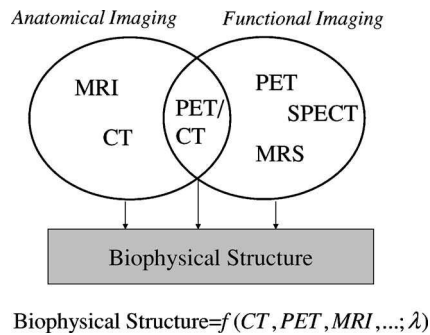 Anatomical Imaging Functional Imaging
MRI
CT
PET/
CT
PET
SPECT
MRS
Biophysical Structure
Biophysical Structure=f (CT,PET,MRI,...;λ)